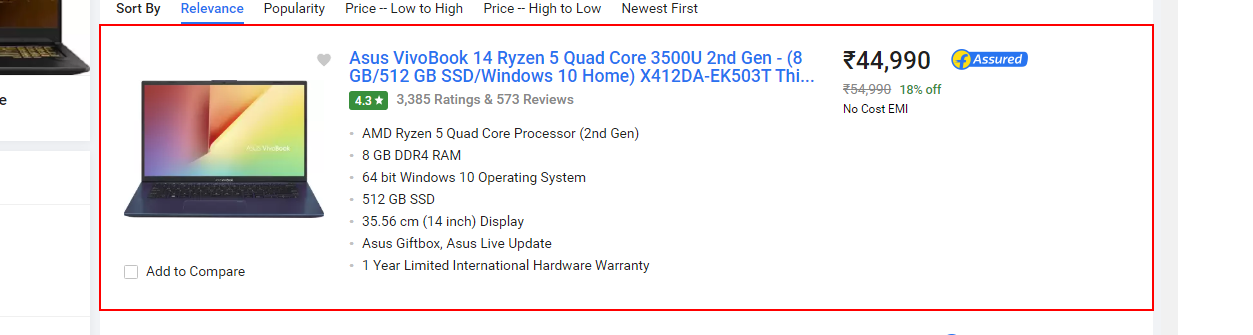 Sort By Relevance Popularity Price -- Low to High Price -- High to Low Newest First
e
Asus VivoBook 14 Ryzen 5 Quad Core 3500U 2nd Gen - (8
GB/512 GB SSD/Windows 10 Home) X412DA-EK503T Thi...
4.3 ★ 3,385 Ratings & 573 Reviews
AMD Ryzen 5 Quad Core Processor (2nd Gen)
8 GB DDR4 RAM
64 bit Windows 10 Operating System
512 GB SSD
35.56 cm (14 inch) Display
Asus Giftbox, Asus Live Update
1 Year Limited International Hardware Warranty
₹44,990 Assured
₹54,990 18% off
No Cost EMI
ASUS VivoBook
Add to Compare